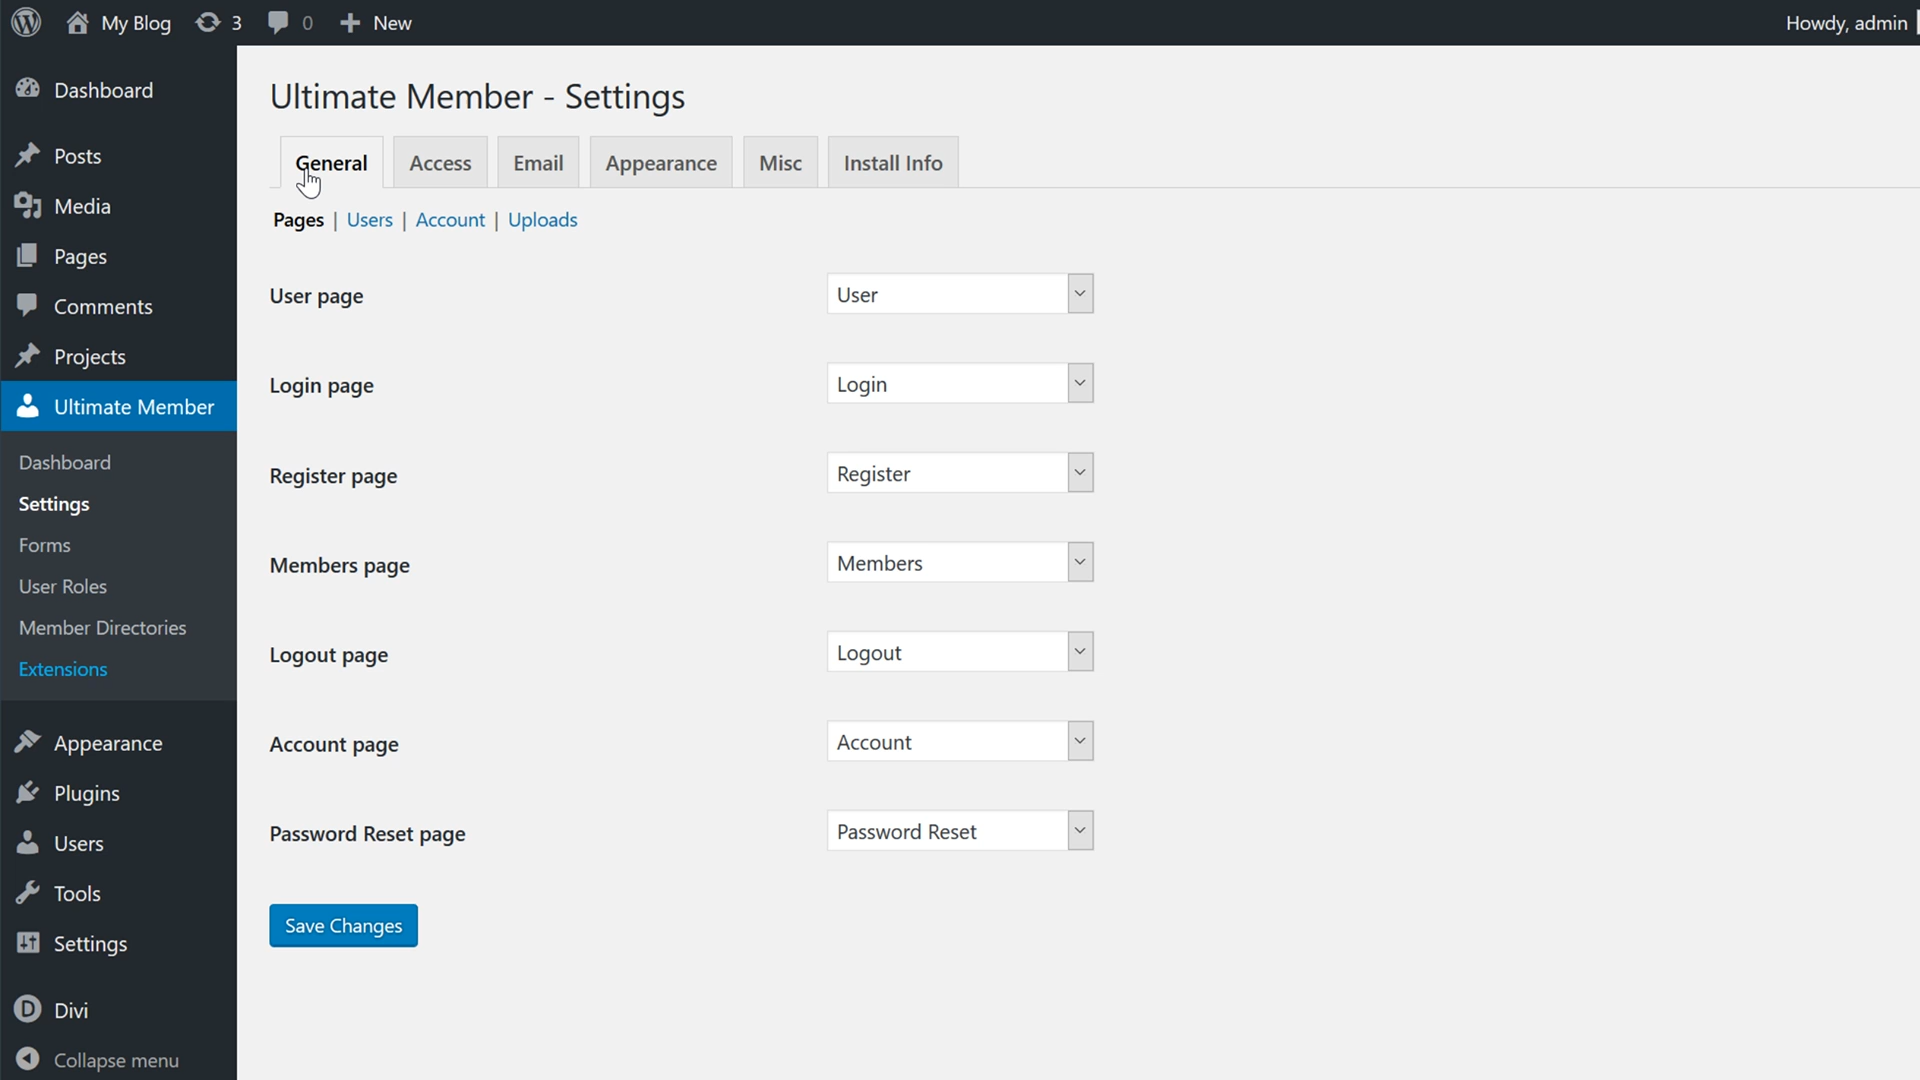 My Blog 3 0 New Howdy, admin
Dashboard
Posts
Media
Pages
Comments
Projects
Ultimate Member
Dashboard
Settings
Forms
User Roles
Member Directories
Extensions
Appearance
Plugins
Users
Tools
Settings
D Divi
Collapse menu
Ultimate Member - Settings
General Access Email Appearance Misc Install Info
Pages | Users | Account | Uploads
User page User
Login page Login
Register page Register
Members page Members
Logout page Logout
Account page Account
Password Reset page Password Reset
Save Changes